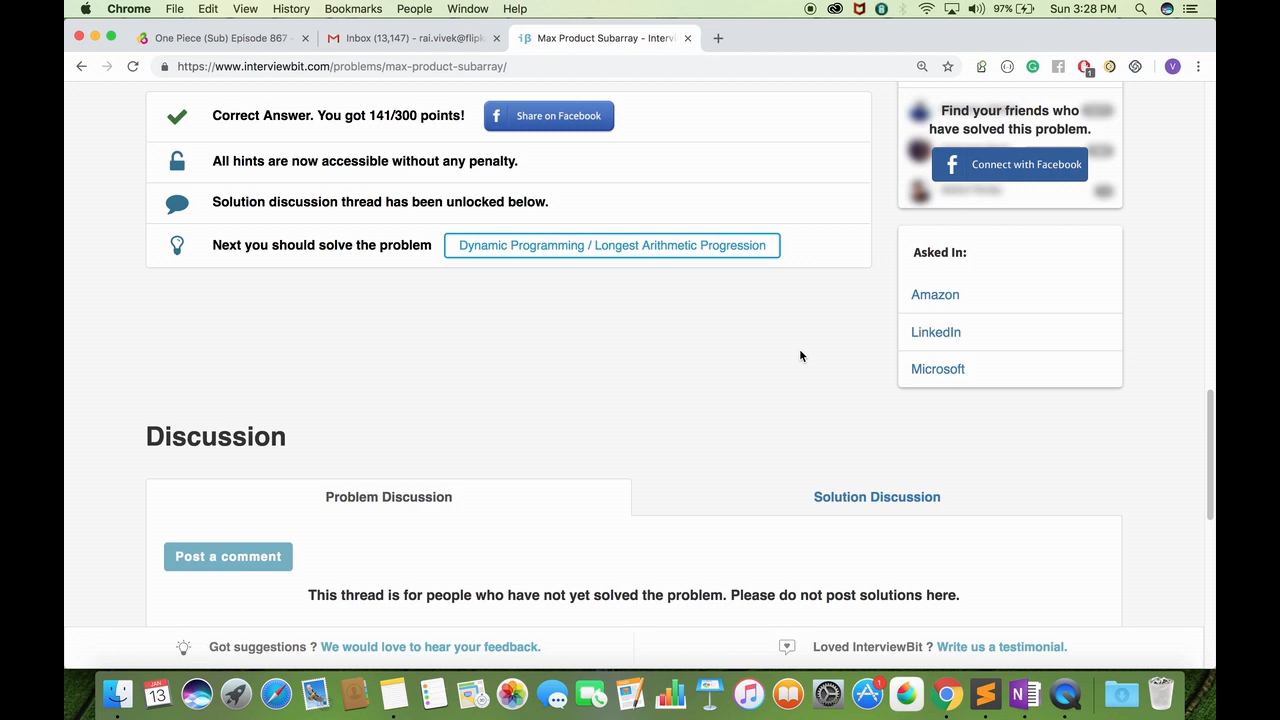 Chrome File Edit View History Bookmarks People Window Help 97% Sun 3:28 PM
One Piece (Sub) Episode 867 - Inbox (13,147) - rai.vivek@flipk Max Product Subarray - Intervi
https://www.interviewbit.com/problems/max-product-subarray/ 1 V
Correct Answer. You got 141/300 points! f Share on Facebook
All hints are now accessible without any penalty.
Solution discussion thread has been unlocked below.
Next you should solve the problem Dynamic Programming / Longest Arithmetic Progression
Find your friends who
have solved this problem.
f Connect with Facebook
Asked In:
Amazon
LinkedIn
Microsoft
Discussion
Problem Discussion Solution Discussion
Post a comment
This thread is for people who have not yet solved the problem. Please do not post solutions here.
Got suggestions ? We would love to hear your feedback. Loved InterviewBit ? Write us a testimonial.
JAN
13
1